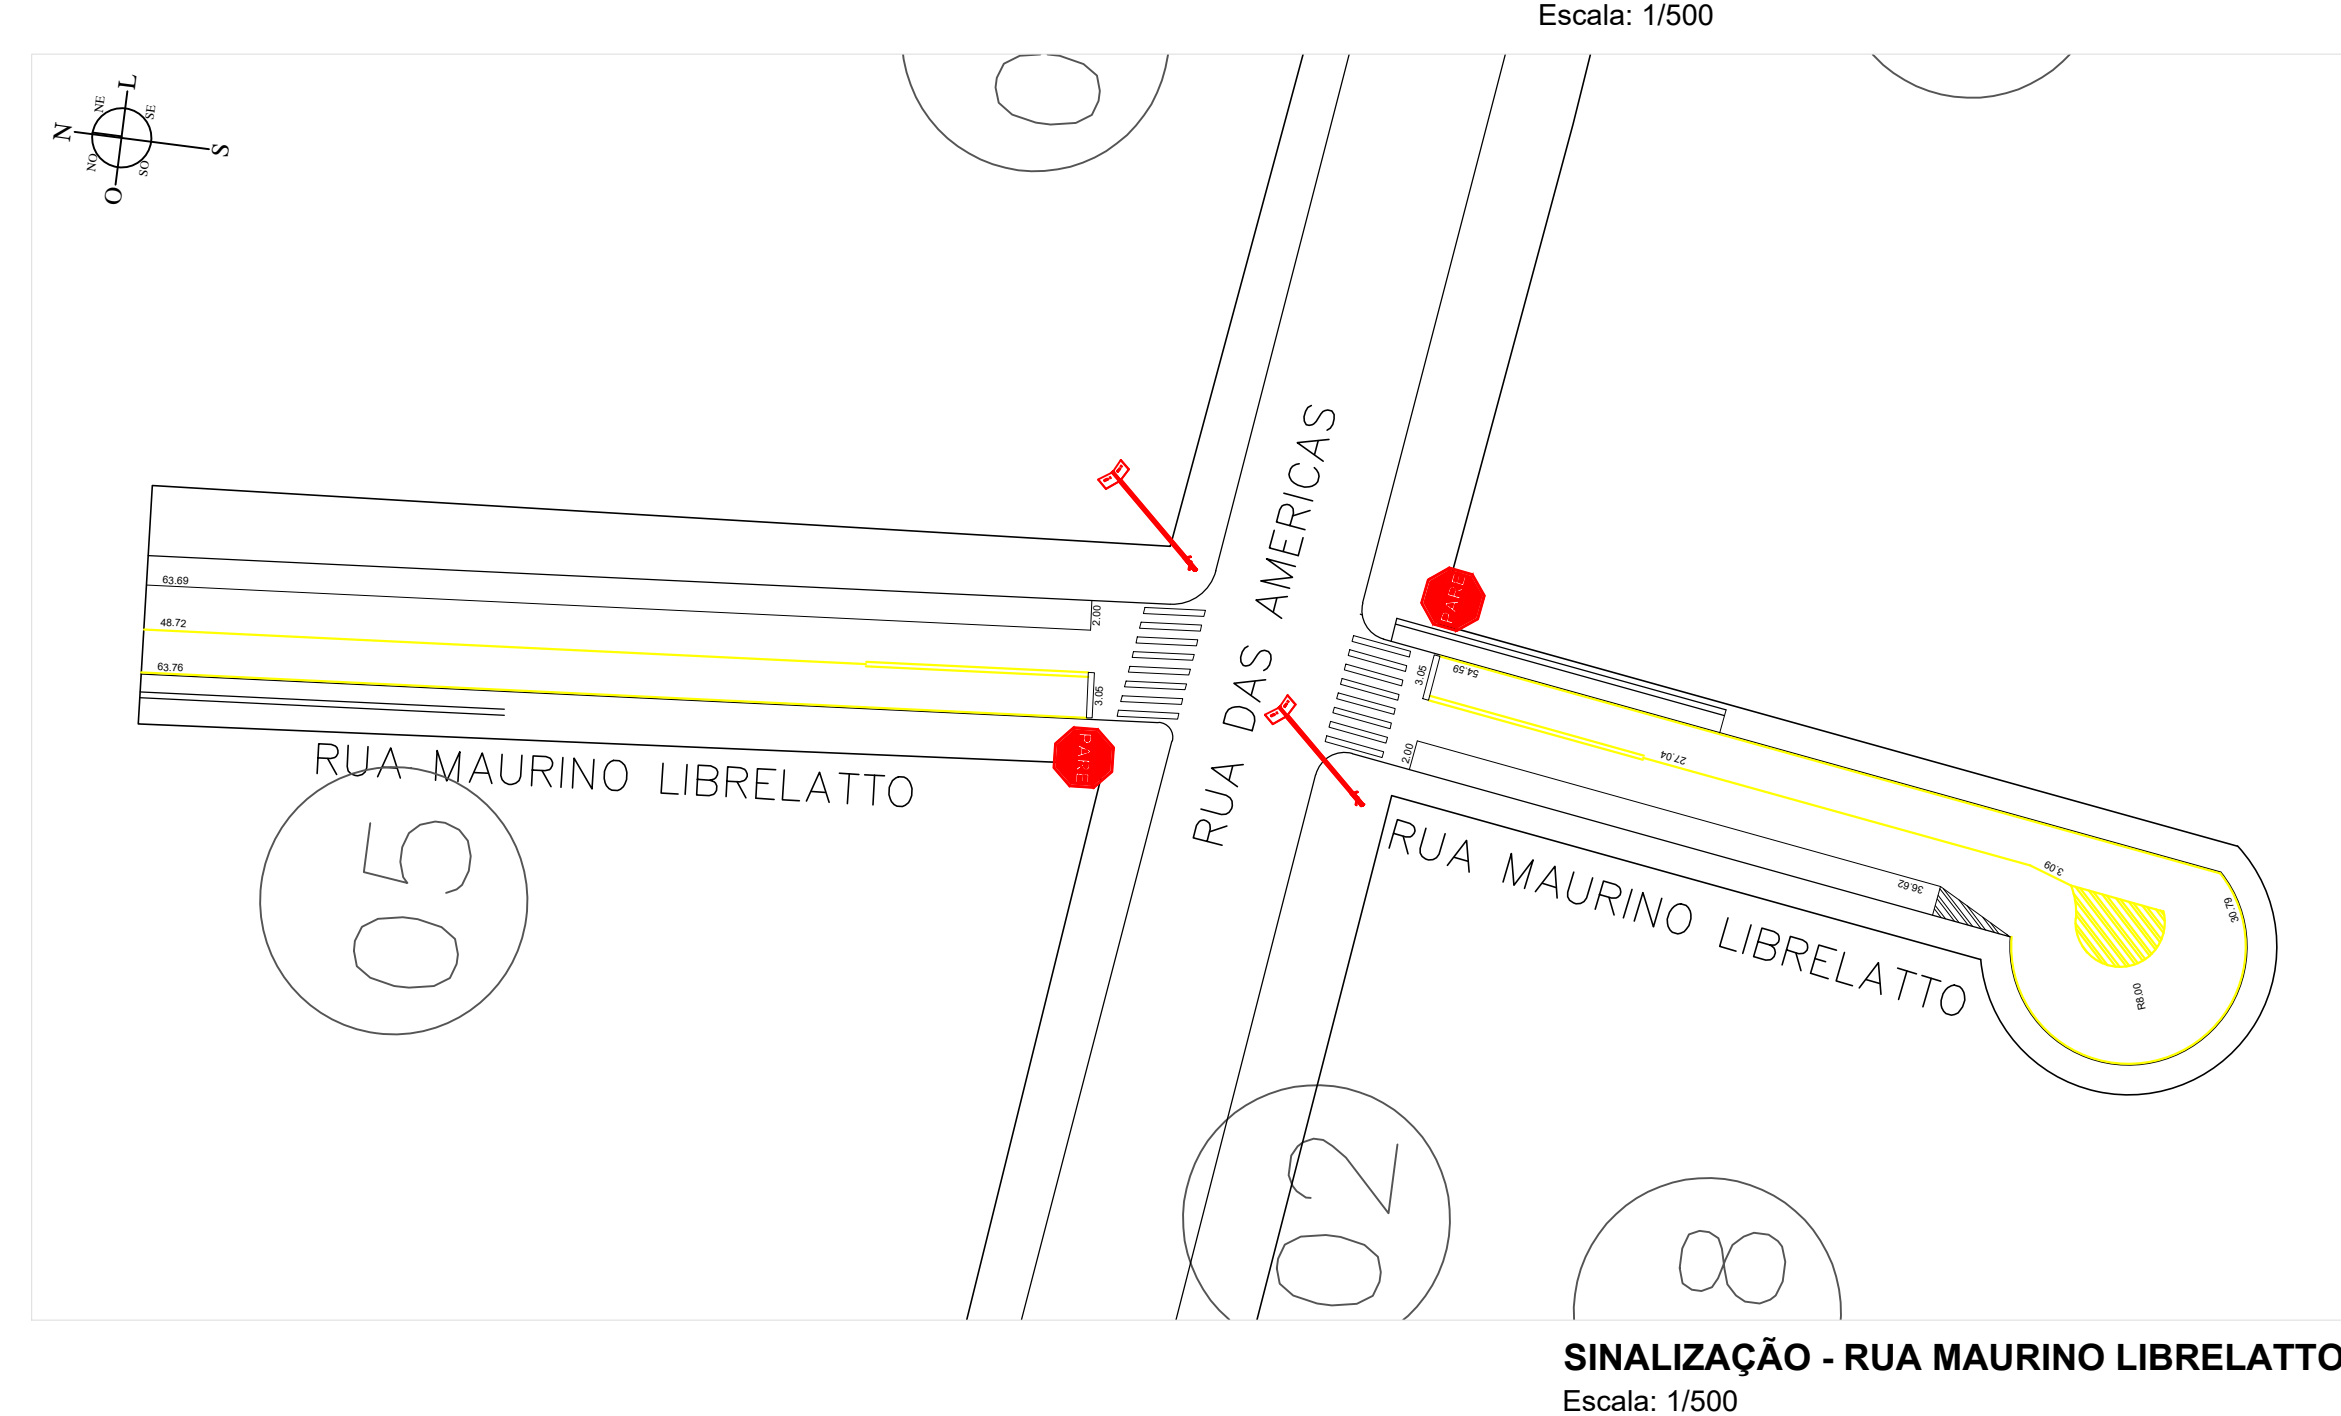 Escala: 1/500
L
NE
SE
N
S
NO
SO
O
RUA DAS AMERICAS
63.69
2.00
48.72
63.76
3.05
PARE
PARE
3.05
54.59
27.04
2.00
3.09
36.62
30.79
R8.00
RUA MAURINO LIBRELATTO
RUA MAURINO LIBRELATTO
05
02
8
0
SINALIZAÇÃO - RUA MAURINO LIBRELATTO
Escala: 1/500